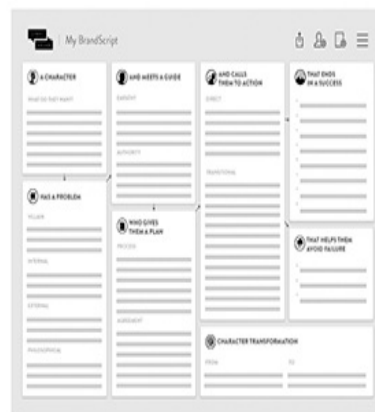 My BrandScript
A CHARACTER
WHAT DO THEY WANT?
HAS A PROBLEM
VILLAIN
INTERNAL
EXTERNAL
PHILOSOPHICAL
AND MEETS A GUIDE
EMPATHY
AUTHORITY
WHO GIVES
THEM A PLAN
PROCESS
AGREEMENT
AND CALLS
THEM TO ACTION
DIRECT
TRANSITIONAL
THAT ENDS
IN A SUCCESS
THAT HELPS THEM
AVOID FAILURE
CHARACTER TRANSFORMATION
FROM
TO